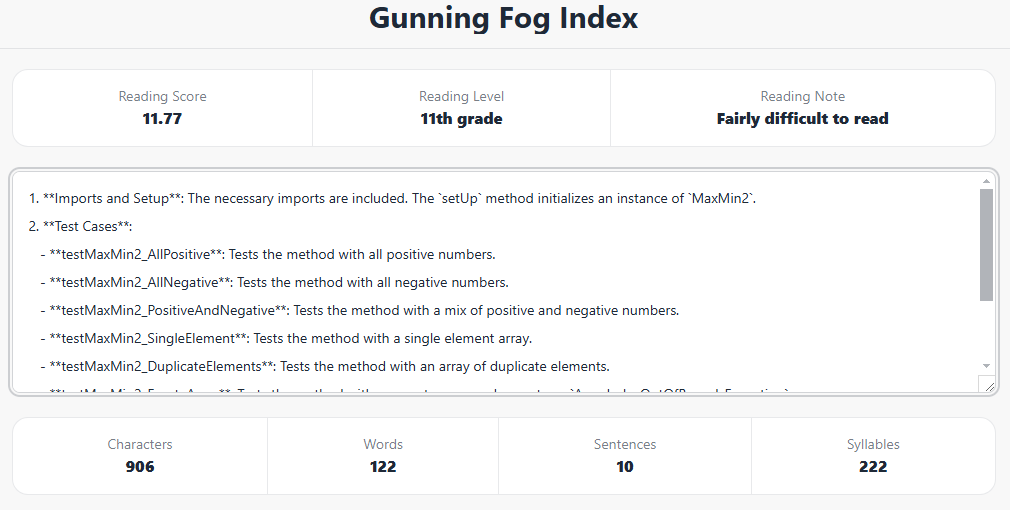 Gunning Fog Index
Reading Score
11.77
Reading Level
11th grade
Reading Note
Fairly difficult to read
1. **Imports and Setup**: The necessary imports are included. The `setUp` method initializes an instance of `MaxMin2`.
2. **Test Cases**:
- **testMaxMin2_AllPositive**: Tests the method with all positive numbers.
- **testMaxMin2_AllNegative**: Tests the method with all negative numbers.
- **testMaxMin2_PositiveAndNegative**: Tests the method with a mix of positive and negative numbers.
- **testMaxMin2_SingleElement**: Tests the method with a single element array.
- **testMaxMin2_DuplicateElements**: Tests the method with an array of duplicate elements.
Characters
906
Words
122
Sentences
10
Syllables
222